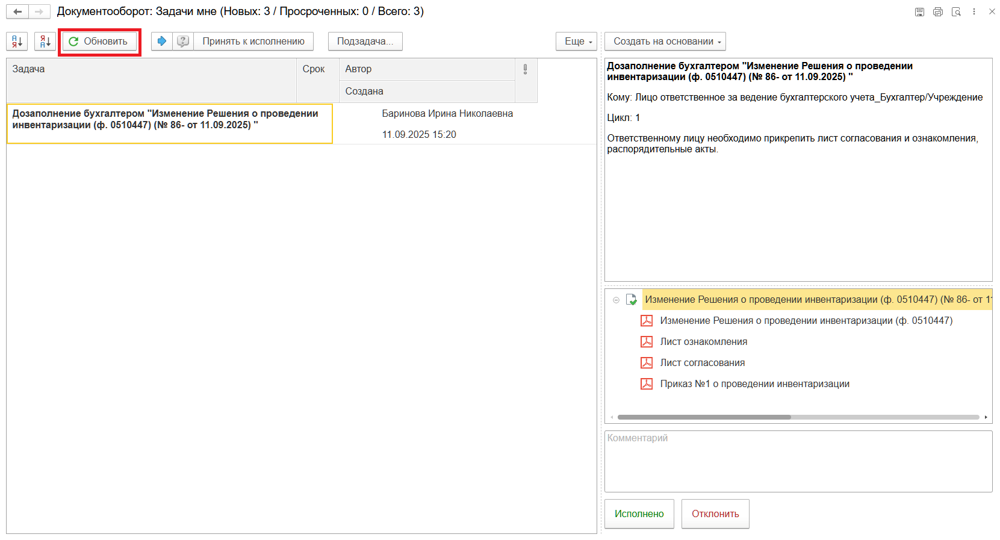 Документооборот: Задачи мне (Новых: 3 / Просроченных: 0 / Всего: 3)
А
Я
Я
А
Обновить
?
Принять к исполнению
Подзадача...
Еще
Создать на основании
Задача
Срок
Автор
Создана
Дозаполнение бухгалтером "Изменение Решения о проведении
инвентаризации (ф. 0510447) (№ 86- от 11.09.2025) "
Баринова Ирина Николаевна
11.09.2025 15:20
Дозаполнение бухгалтером "Изменение Решения о проведении
инвентаризации (ф. 0510447) (№ 86- от 11.09.2025) "
Кому: Лицо ответственное за ведение бухгалтерского учета_Бухгалтер/Учреждение
Цикл: 1
Ответственному лицу необходимо прикрепить лист согласования и ознакомления,
распорядительные акты.
Изменение Решения о проведении инвентаризации (ф. 0510447) (№ 86- от 1
Изменение Решения о проведении инвентаризации (ф. 0510447)
Лист ознакомления
Лист согласования
Приказ №1 о проведении инвентаризации
Комментарий
Исполнено
Отклонить